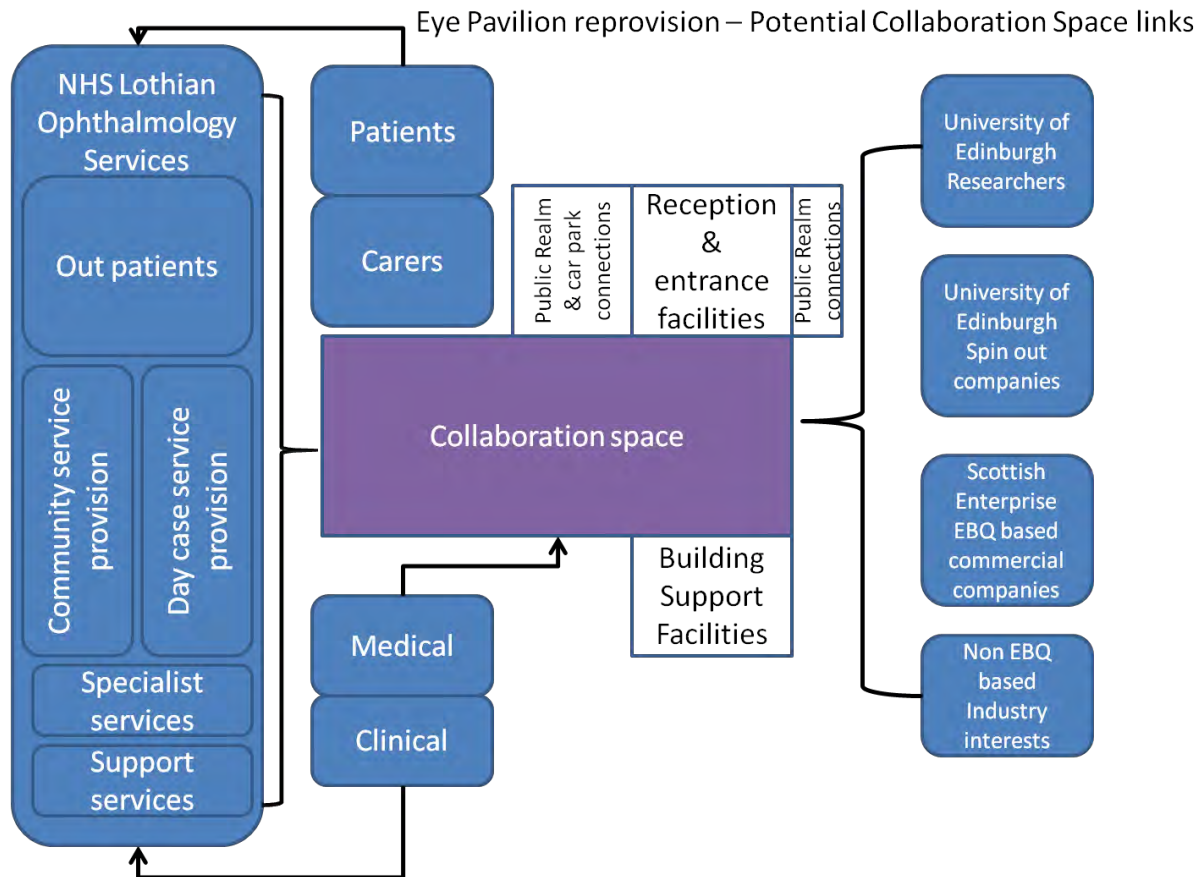 Eye Pavilion reprovision – Potential Collaboration Space links
NHS Lothian
Ophthalmology
Services
Out patients
Community service
provision
Day case service
provision
Specialist
services
Support
services
Patients
Carers
Public Realm
& car park
connections
Reception
&
entrance
facilities
Public Realm
connections
Collaboration space
Building
Support
Facilities
Medical
Clinical
University of
Edinburgh
Researchers
University of
Edinburgh
Spin out
companies
Scottish
Enterprise
EBQ based
commercial
companies
Non EBQ
based
Industry
interests